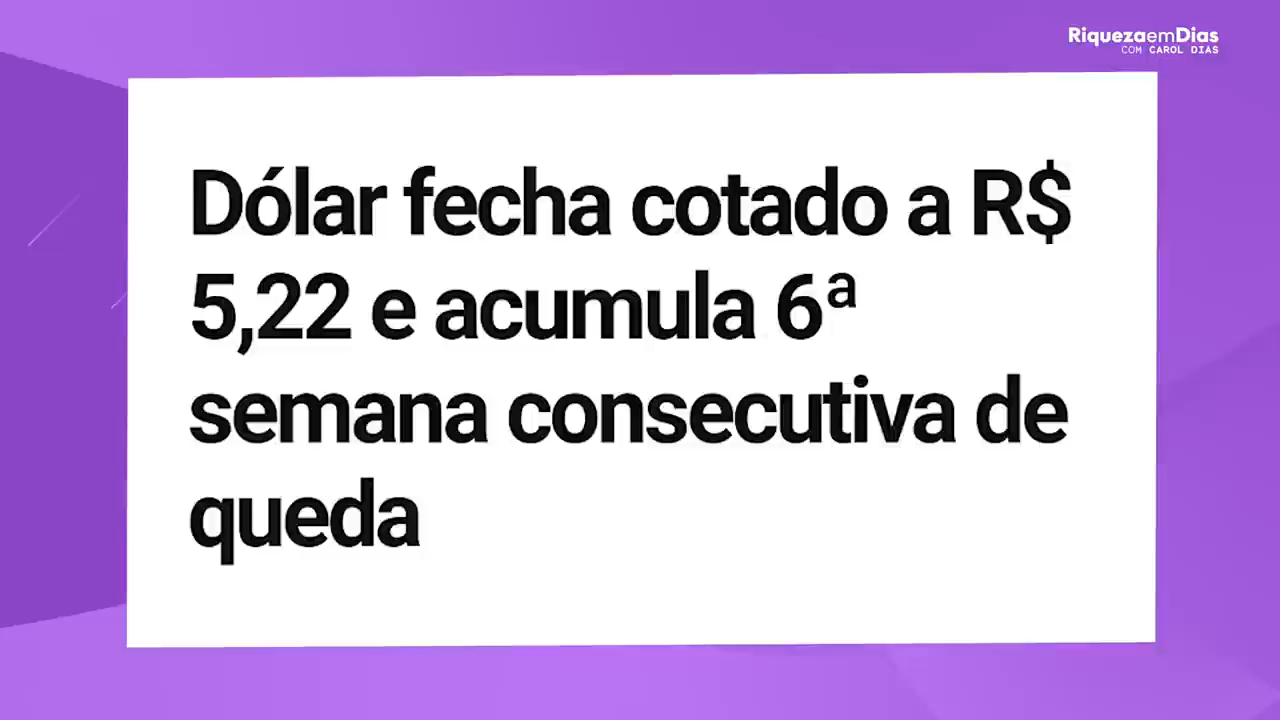 RiquezaemDias
COM CAROL DIAS
Dólar fecha cotado a R$
5,22 e acumula 6ª
semana consecutiva de
queda